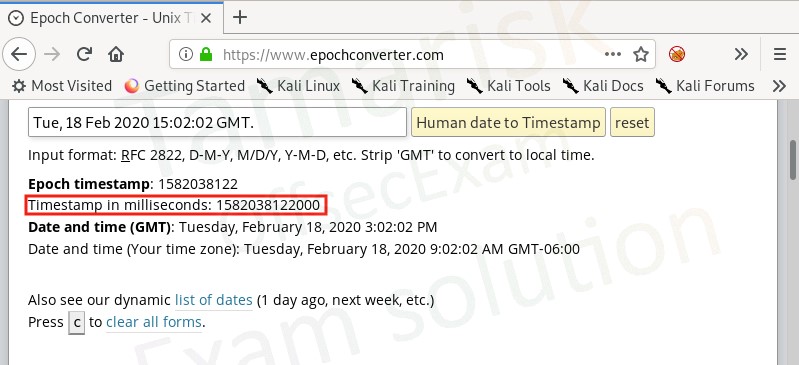 Epoch Converter - Unix T
https://www.epochconverter.com
Most Visited Getting Started Kali Linux Kali Training Kali Tools Kali Docs Kali Forums
Tue, 18 Feb 2020 15:02:02 GMT. Human date to Timestamp reset
Input format: RFC 2822, D-M-Y, M/D/Y, Y-M-D, etc. Strip 'GMT' to convert to local time.
Epoch timestamp: 1582038122
Timestamp in milliseconds: 1582038122000
Date and time (GMT): Tuesday, February 18, 2020 3:02:02 PM
Date and time (Your time zone): Tuesday, February 18, 2020 9:02:02 AM GMT-06:00
Also see our dynamic list of dates (1 day ago, next week, etc.)
Press c to clear all forms.
Tamarisk
OffsecExam
Exam solution